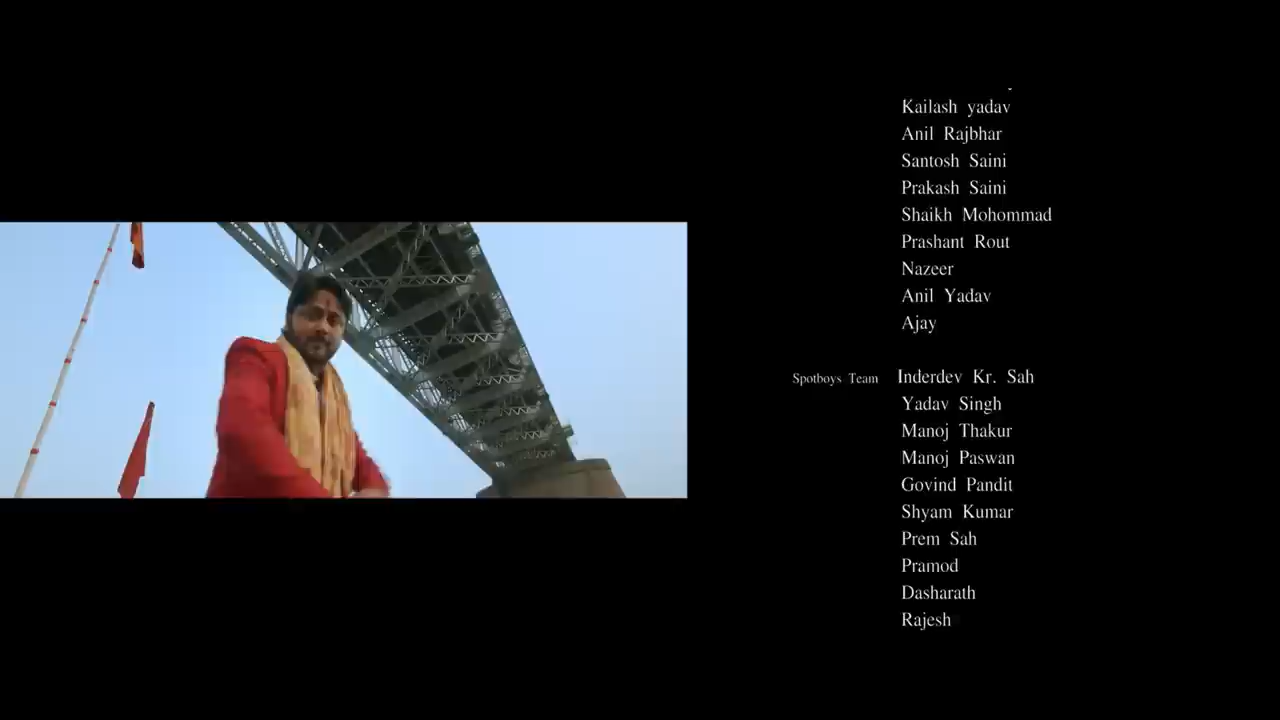 Kailash yadav
Anil Rajbhar
Santosh Saini
Prakash Saini
Shaikh Mohommad
Prashant Rout
Nazeer
Anil Yadav
Ajay
Spotboys Team Inderdev Kr. Sah
Yadav Singh
Manoj Thakur
Manoj Paswan
Govind Pandit
Shyam Kumar
Prem Sah
Pramod
Dasharath
Rajesh